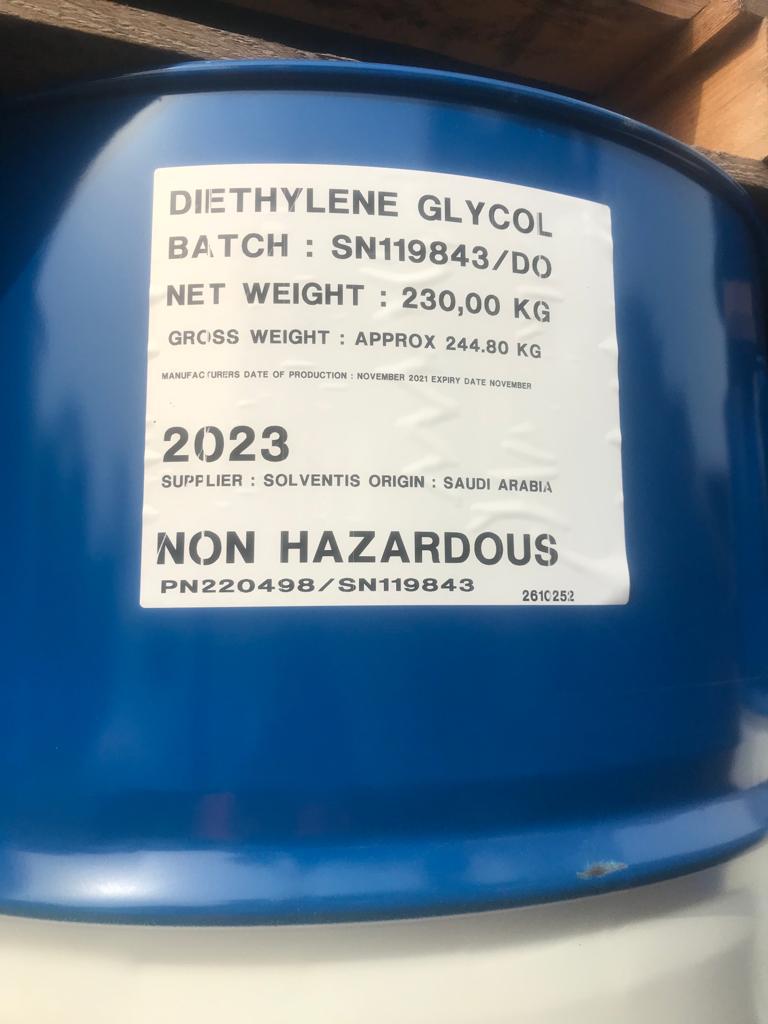 DIETHYLENE GLYCOL
BATCH : SN119843/DO
NET WEIGHT : 230,00 KG
GROSS WEIGHT : APPROX 244.80 KG
MANUFACTURERS DATE OF PRODUCTION : NOVEMBER 2021 EXPIRY DATE NOVEMBER
2023
SUPPLIER : SOLVENTIS ORIGIN : SAUDI ARABIA
NON HAZARDOUS
PN220498/SN119843
2610252